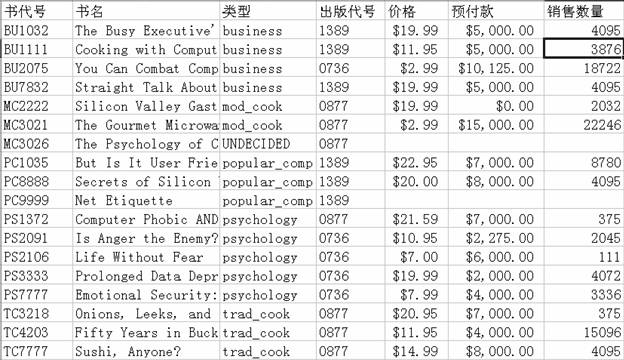 书代号 书名 类型 出版代号 价格 预付款 销售数量
BU1032 The Busy Executive' business 1389 $19.99 $5,000.00 4095
BU1111 Cooking with Comput business 1389 $11.95 $5,000.00 3876
BU2075 You Can Combat Comp business 0736 $2.99 $10,125.00 18722
BU7832 Straight Talk About business 1389 $19.99 $5,000.00 4095
MC2222 Silicon Valley Gast mod_cook 0877 $19.99 $0.00 2032
MC3021 The Gourmet Microwa mod_cook 0877 $2.99 $15,000.00 22246
MC3026 The Psychology of C UNDECIDED 0877
PC1035 But Is It User Frie popular_comp 1389 $22.95 $7,000.00 8780
PC8888 Secrets of Silicon popular_comp 1389 $20.00 $8,000.00 4095
PC9999 Net Etiquette popular_comp 1389
PS1372 Computer Phobic AND psychology 0877 $21.59 $7,000.00 375
PS2091 Is Anger the Enemy? psychology 0736 $10.95 $2,275.00 2045
PS2106 Life Without Fear psychology 0736 $7.00 $6,000.00 111
PS3333 Prolonged Data Depr psychology 0736 $19.99 $2,000.00 4072
PS7777 Emotional Security: psychology 0736 $7.99 $4,000.00 3336
TC3218 Onions, Leeks, and trad_cook 0877 $20.95 $7,000.00 375
TC4203 Fifty Years in Buck trad_cook 0877 $11.95 $4,000.00 15096
TC7777 Sushi, Anyone? trad_cook 0877 $14.99 $8,000.00 4095